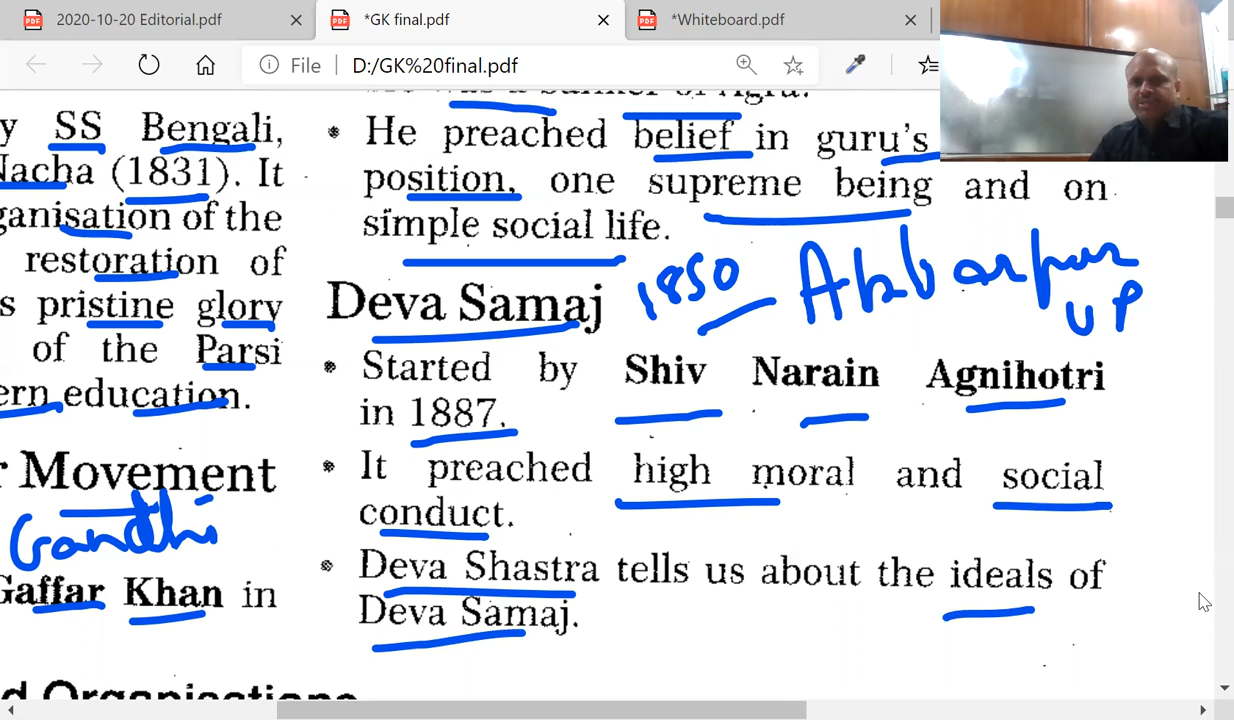 2020-10-20 Editorial.pdf
*GK final.pdf
*Whiteboard.pdf
File
D:/GK%20final.pdf
y SS Bengali,
Nacha (1831). It
ganisation of the
restoration of
s pristine glory
of the Parsi
ern education.
r Movement
Gandhi
Gaffar Khan in
He preached belief in guru's
position, one supreme being and on
simple social life.
Deva Samaj 1850 Akbarpur
UP
Started by Shiv Narain Agnihotri
in 1887.
It preached high moral and social
conduct.
Deva Shastra tells us about the ideals of
Deva Samaj.
d Organisations